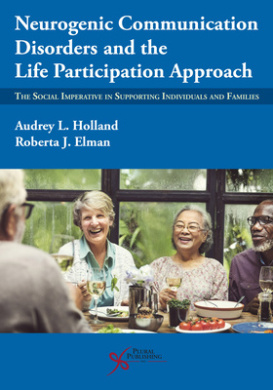 Neurogenic Communication
Disorders and the
Life Participation Approach
THE SOCIAL IMPERATIVE IN SUPPORTING INDIVIDUALS AND FAMILIES
Audrey L. Holland
Roberta J. Elman
PLURAL PUBLISHING